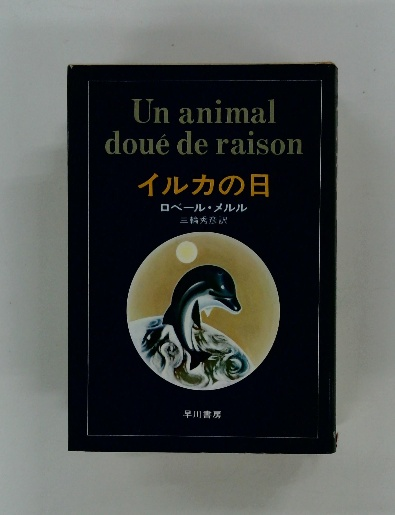 Un animal
doué de raison
イルカの日
ロベール・メルル
三輪秀彦訳
早川書房